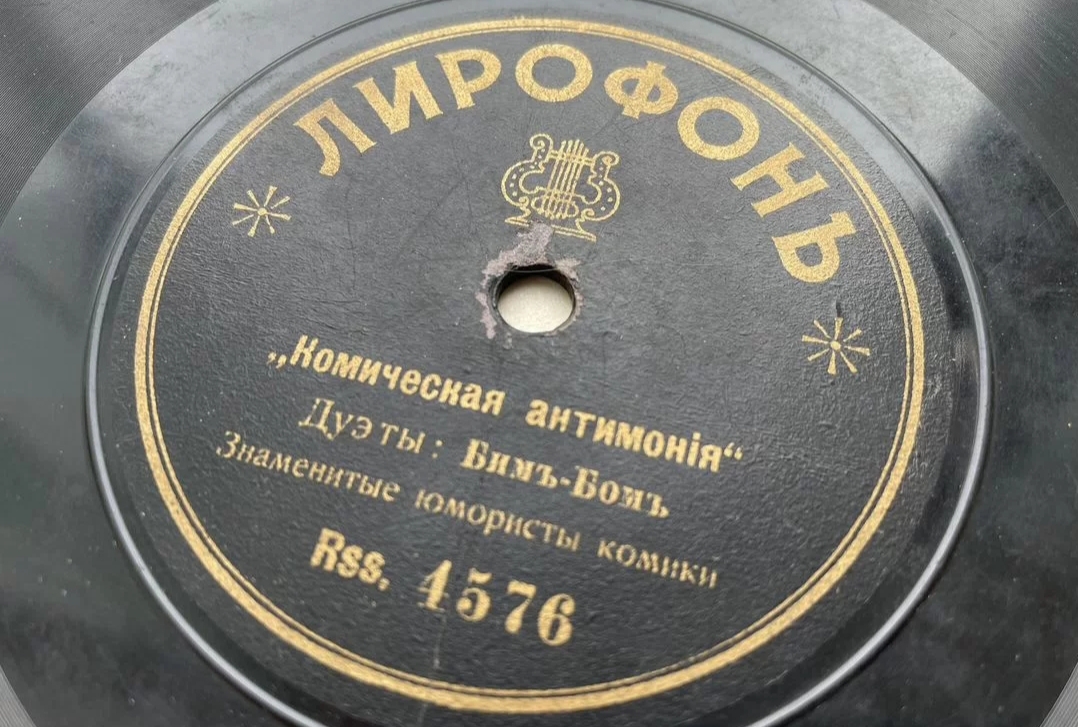 ЛИРОФОНЪ
„Комическая антимонія“
Дуэты: Бимъ-Бомъ
Знаменитые юмористы комики
Rss. 4576